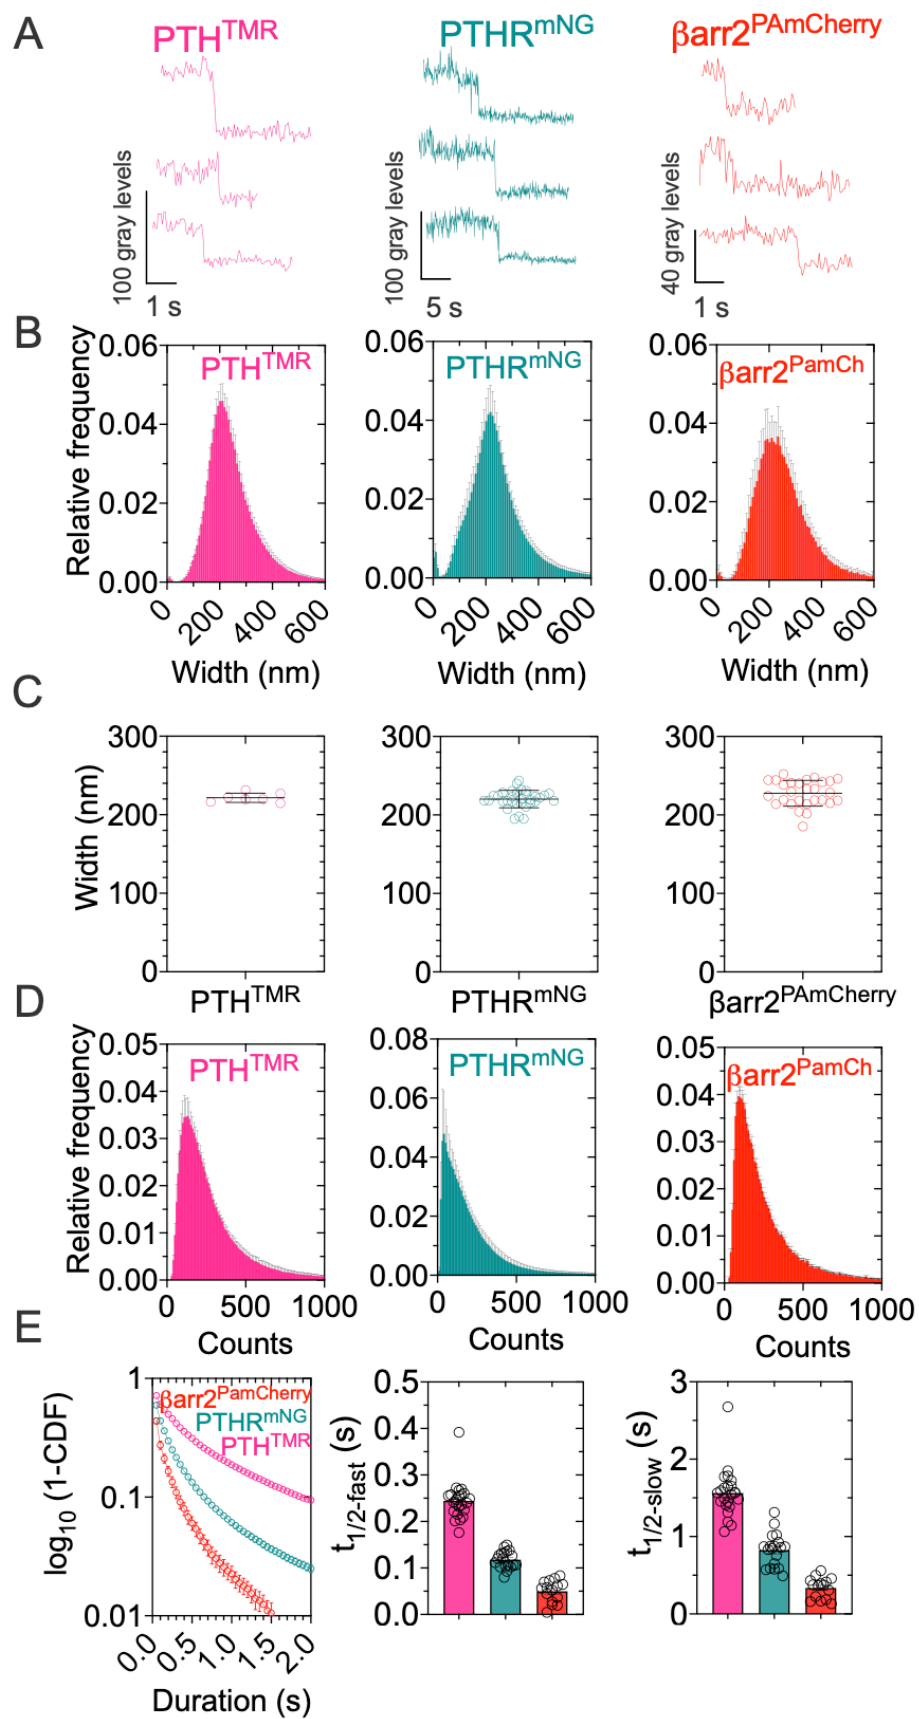 A
PTH^TMR
PTHR^mNG
βarr2^PAmCherry
100 gray levels
1 s
100 gray levels
5 s
40 gray levels
1 s
B
Relative frequency
0.06
0.04
0.02
0.00
PTH^TMR
0 200 400 600
Width (nm)
0.06
0.04
0.02
0.00
PTHR^mNG
0 200 400 600
Width (nm)
0.06
0.04
0.02
0.00
βarr2^PamCh
0 200 400 600
Width (nm)
C
Width (nm)
300
200
100
0
PTH^TMR
300
200
100
0
PTHR^mNG
300
200
100
0
βarr2^PAmCherry
D
Relative frequency
0.05
0.04
0.03
0.02
0.01
0.00
PTH^TMR
0 500 1000
Counts
0.08
0.06
0.04
0.02
0.00
PTHR^mNG
0 500 1000
Counts
0.05
0.04
0.03
0.02
0.01
0.00
βarr2^PamCh
0 500 1000
Counts
E
log10 (1-CDF)
1
0.1
0.01
βarr2^PamCherry
PTHR^mNG
PTH^TMR
0.0 0.5 1.0 1.5 2.0
Duration (s)
t1/2-fast (s)
0.5
0.4
0.3
0.2
0.1
0.0
t1/2-slow (s)
3
2
1
0